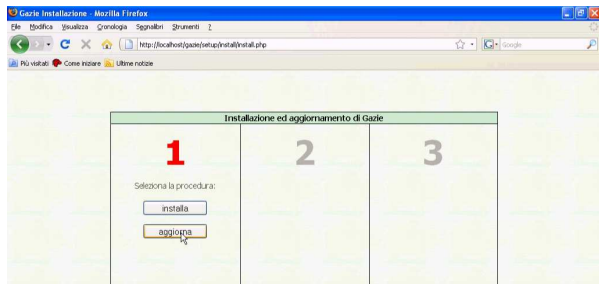 Gazie Installazione - Mozilla Firefox
File Modifica Visualizza Cronologia Segnalibri Strumenti ?
http://localhost/gazie/setup/install/install.php
Google
Più visitati Come iniziare Ultime notizie
Installazione ed aggiornamento di Gazie
1 2 3
Seleziona la procedura:
installa
aggiorna